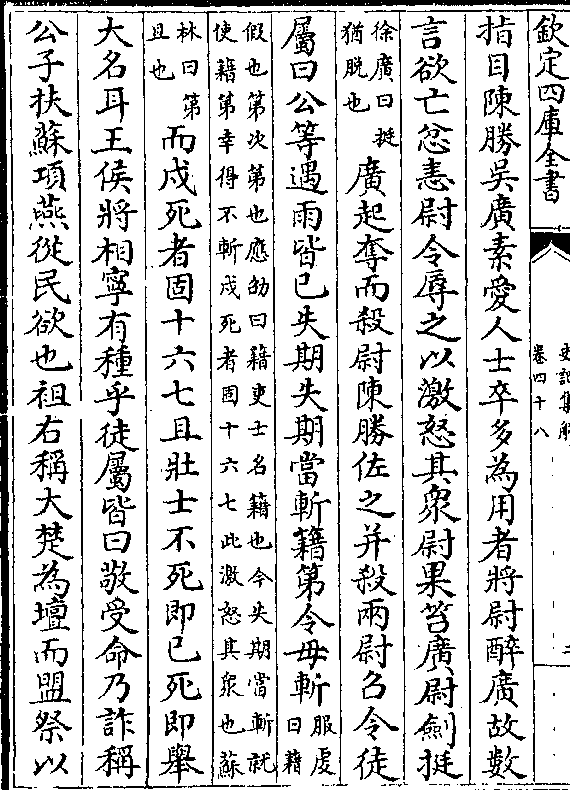 欽定四庫全書
史記集解
卷四十八
二
指目陳勝吳廣素愛人士卒多為用者將尉醉廣故數
言欲亡忿恚尉令辱之以激怒其衆尉果笞廣尉劍挺
徐廣曰挺
猶脫也
廣起奪而殺尉陳勝佐之并殺兩尉召令徒
屬曰公等遇雨皆已失期失期當斬籍第令毋斬
服䖍
曰籍
假也第次第也應劭曰籍吏士名籍也今失期當斬就
使籍第幸得不斬戍死者固十六七此激怒其衆也蘇
林曰第
且也
而戍死者固十六七且壯士不死即已死即舉
大名耳王侯將相寧有種乎徒屬皆曰敬受命乃詐稱
公子扶蘇項燕從民欲也袒右稱大楚為壇而盟祭以